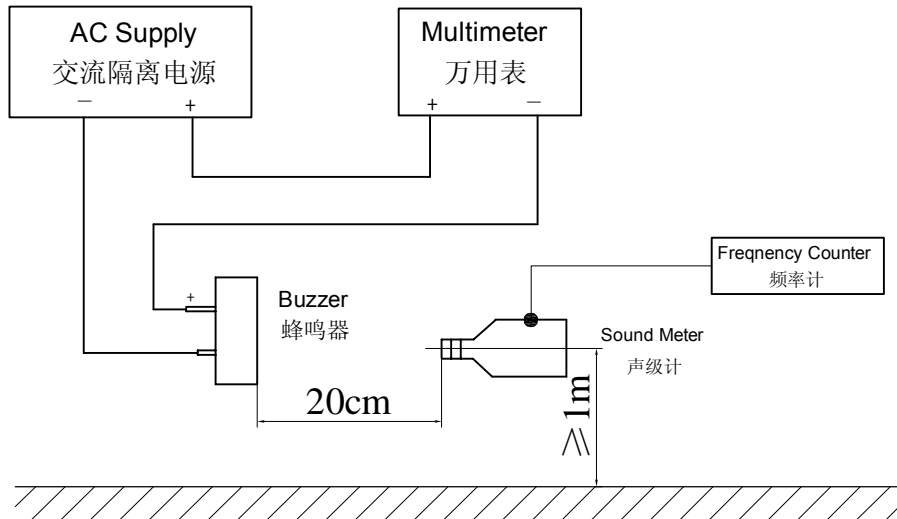 AC Supply
交流隔离电源
— +
Multimeter
万用表
+ —
Freqnency Counter
频率计
+
Buzzer
蜂鸣器
Sound Meter
声级计
20cm
≥1m